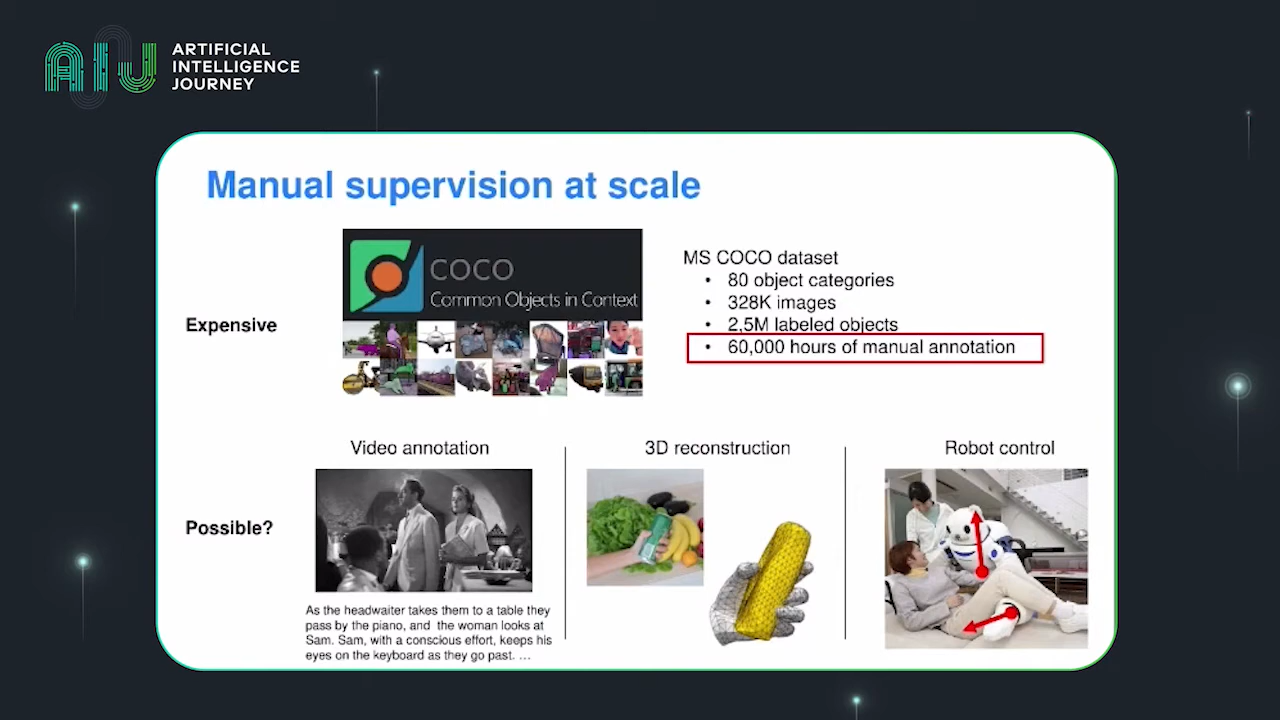 ARTIFICIAL
INTELLIGENCE
JOURNEY
Manual supervision at scale
Expensive
COCO
Common Objects in Context
MS COCO dataset
• 80 object categories
• 328K images
• 2,5M labeled objects
• 60,000 hours of manual annotation
Possible?
Video annotation
As the headwaiter takes them to a table they
pass by the piano, and the woman looks at
Sam. Sam, with a conscious effort, keeps his
eyes on the keyboard as they go past. …
3D reconstruction
Robot control